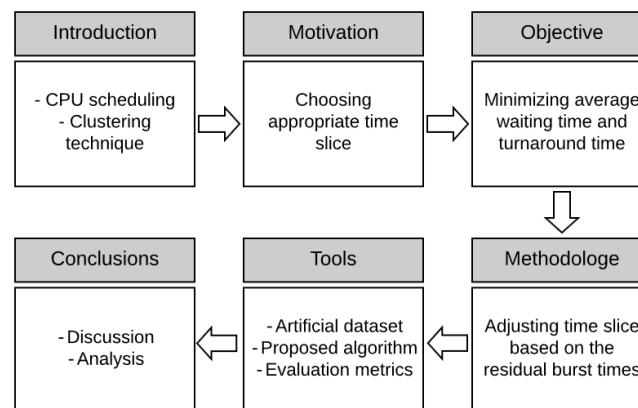 Introduction
- CPU scheduling
- Clustering
technique
Motivation
Choosing
appropriate time
slice
Objective
Minimizing average
waiting time and
turnaround time
Methodologe
Adjusting time slice
based on the
residual burst times
Tools
- Artificial dataset
- Proposed algorithm
- Evaluation metrics
Conclusions
- Discussion
- Analysis